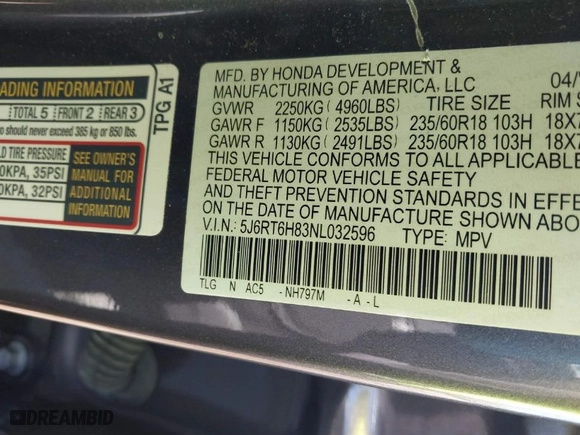 ADING INFORMATION
TOTAL 5 FRONT 2 REAR 3
o should never exceed 385 kg or 850 lbs.
TIRE PRESSURE
0KPA, 35PSI
0KPA, 32PSI
SEE OWNER'S
MANUAL FOR
ADDITIONAL
INFORMATION
TPG A1
MFD. BY HONDA DEVELOPMENT & 04/
MANUFACTURING OF AMERICA, LLC
GVWR 2250KG ( 4960LBS) TIRE SIZE RIM S
GAWR F 1150KG ( 2535LBS) 235/60R18 103H 18X7
GAWR R 1130KG ( 2491LBS) 235/60R18 103H 18X7
THIS VEHICLE CONFORMS TO ALL APPLICABLE
FEDERAL MOTOR VEHICLE SAFETY
AND THEFT PREVENTION STANDARDS IN EFFE
ON THE DATE OF MANUFACTURE SHOWN ABO
V.I.N.: 5J6RT6H83NL032596 TYPE: MPV
TLG N AC5 - NH797M - A - L
DREAMBID